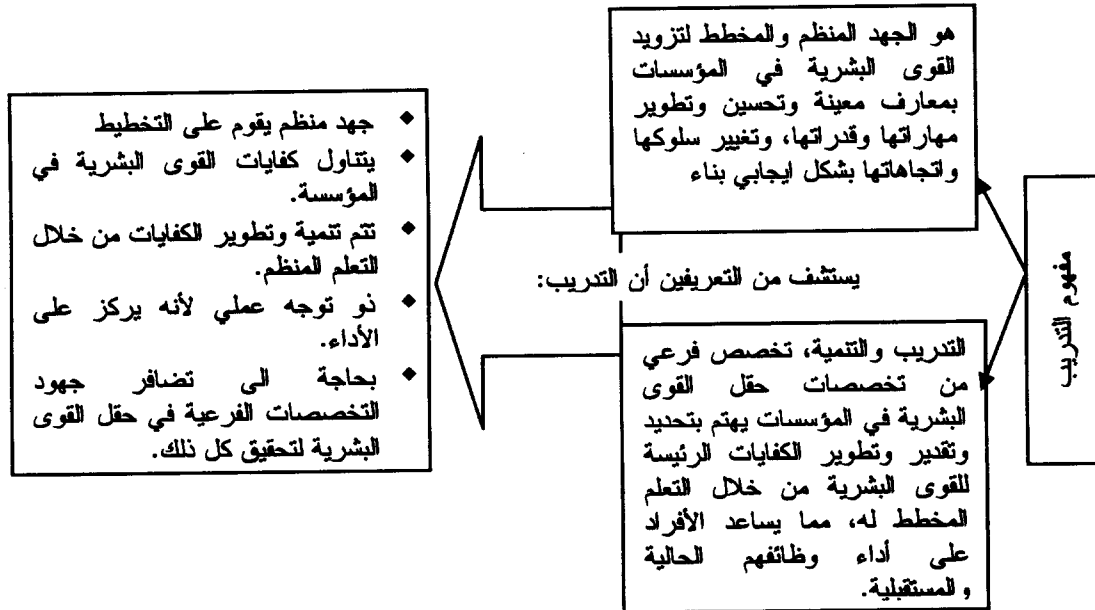 مفهوم التدريب
هو الجهد المنظم والمخطط لتزويد
القوى البشرية في المؤسسات
بمعارف معينة وتحسين وتطوير
مهاراتها وقدراتها، وتغيير سلوكها
واتجاهاتها بشكل ايجابي بناء
التدريب والتنمية، تخصص فرعي
من تخصصات حقل القوى
البشرية في المؤسسات يهتم بتحديد
وتقدير وتطوير الكفايات الرئيسة
للقوى البشرية من خلال التعلم
المخطط له، مما يساعد الأفراد
على أداء وظائفهم الحالية
والمستقبلية.
يستشف من التعريفين أن التدريب:
♦ جهد منظم يقوم على التخطيط
♦ يتناول كفايات القوى البشرية في
المؤسسة.
♦ تتم تنمية وتطوير الكفايات من خلال
التعلم المنظم.
♦ ذو توجه عملي لأنه يركز على
الأداء.
♦ بحاجة الى تضافر جهود
التخصصات الفرعية في حقل القوى
البشرية لتحقيق كل ذلك.